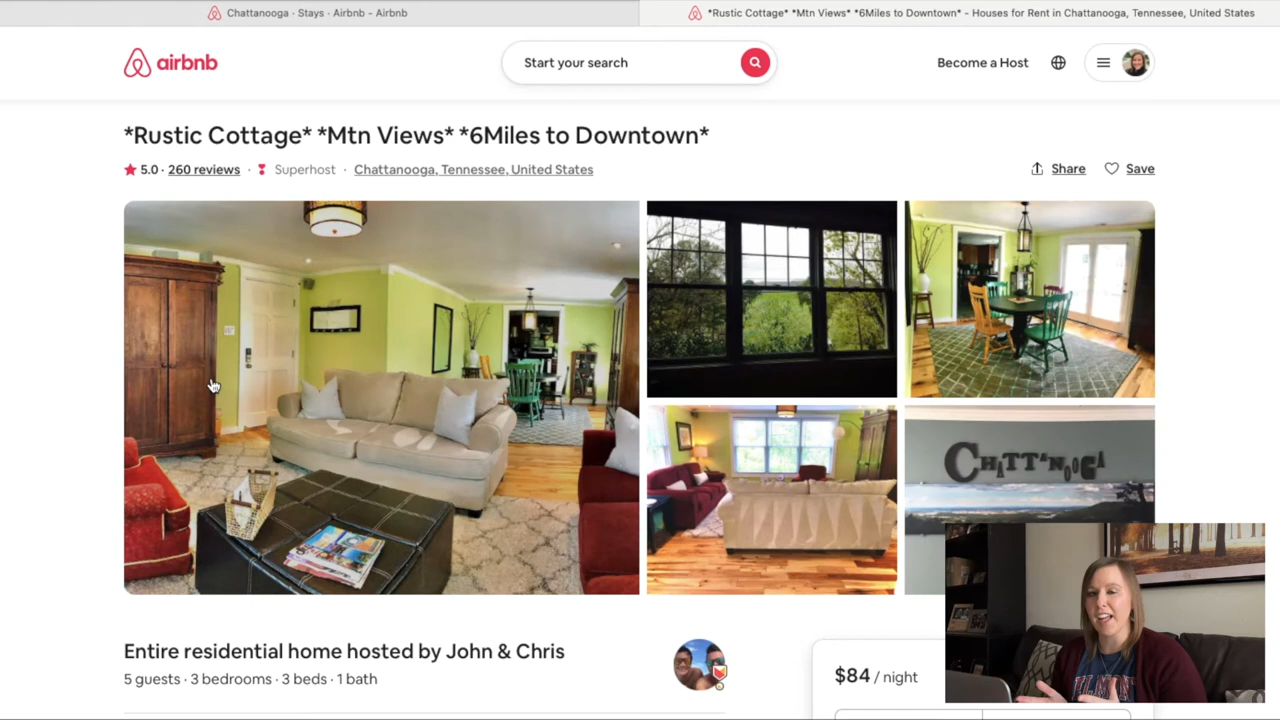 Chattanooga · Stays · Airbnb - Airbnb
*Rustic Cottage* *Mtn Views* *6Miles to Downtown* - Houses for Rent in Chattanooga, Tennessee, United States
airbnb
Start your search
Become a Host
*Rustic Cottage* *Mtn Views* *6Miles to Downtown*
5.0 · 260 reviews · Superhost · Chattanooga, Tennessee, United States
Share
Save
CHATTANOOGA
Entire residential home hosted by John & Chris
5 guests · 3 bedrooms · 3 beds · 1 bath
$84 / night